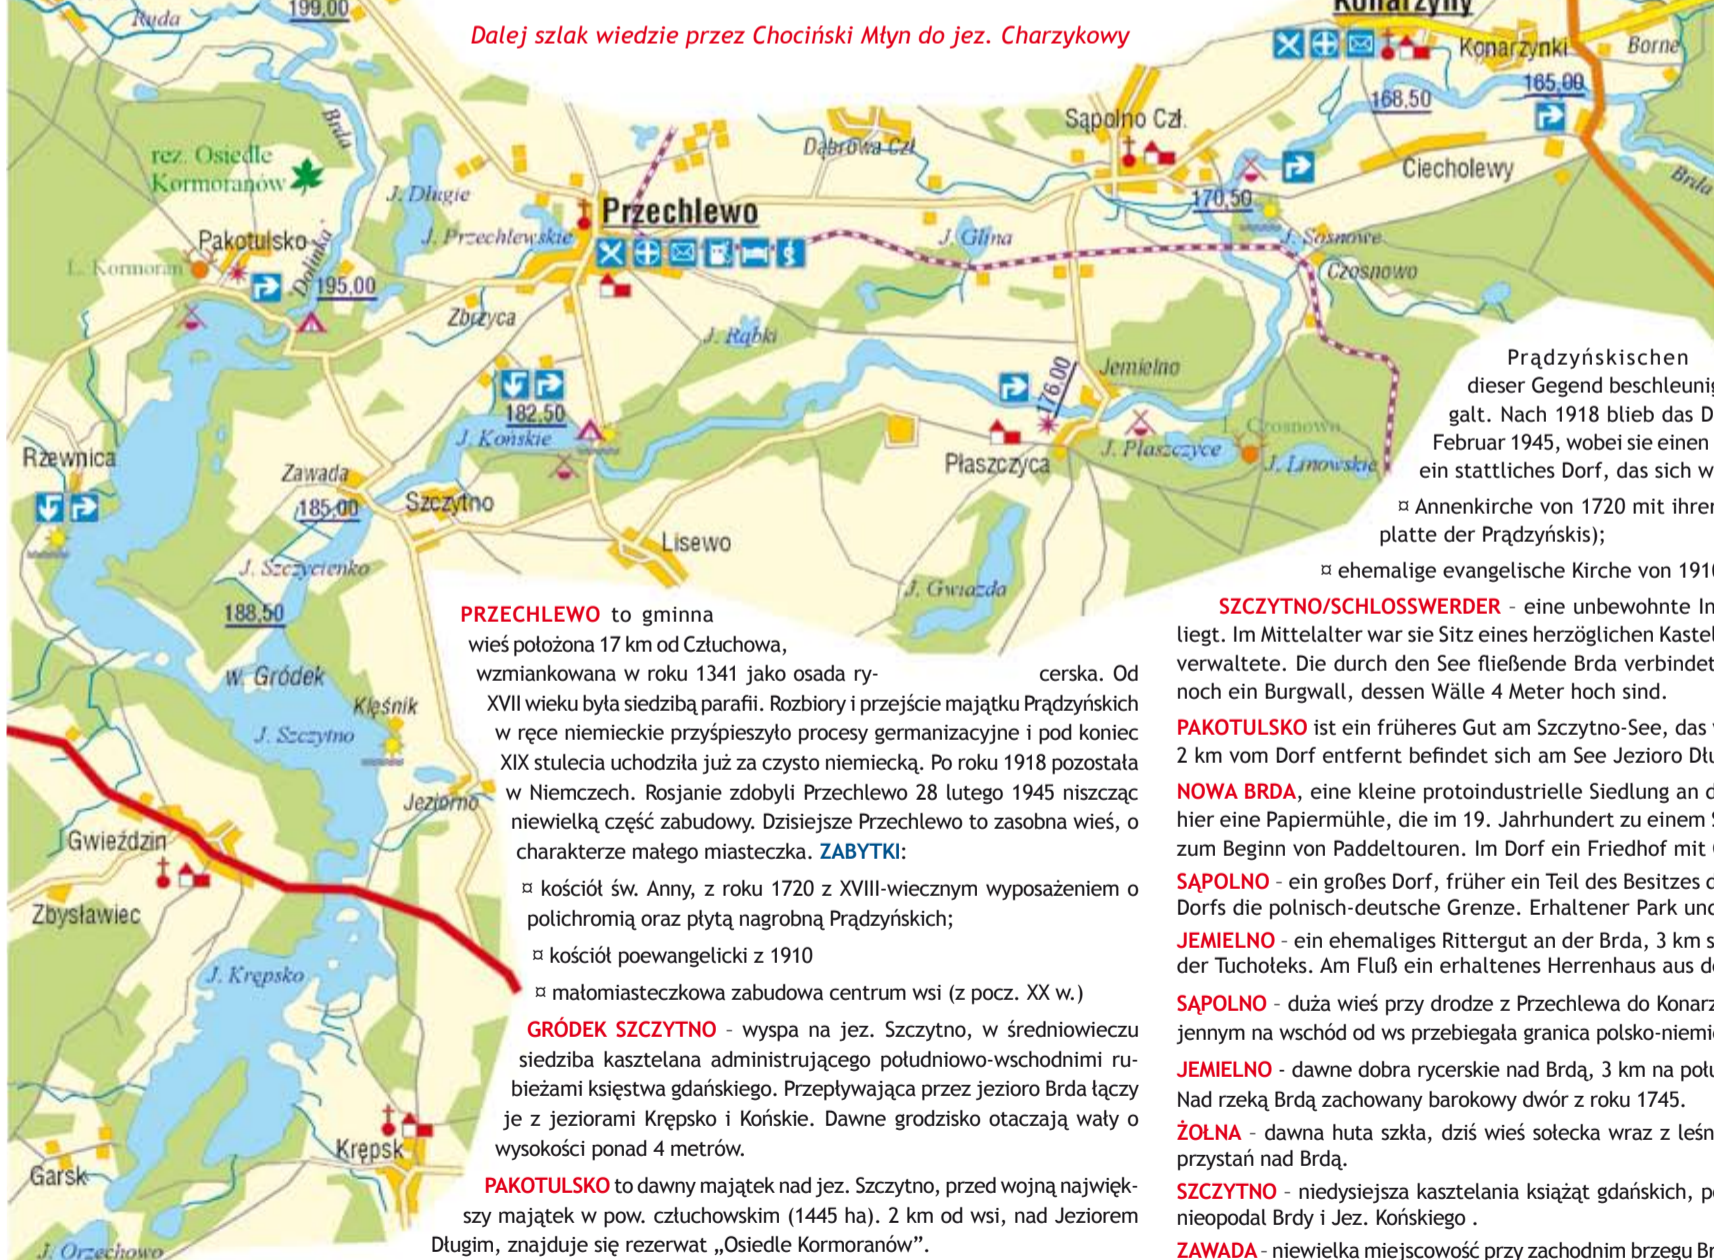 199,00
Ruda
Dalej szlak wiedzie przez Chociński Młyn do jez. Charzykowy
Konarzyny
Konarzynki
Borne
165,00
168,50
Sąpolno Czł.
Dąbrowa Czł.
Ciecholewy
Brda
Brda
rez. Osiedle
Kormoranów
J. Długie
170,50
Przechlewo
J. Przechlewskie
J. Glina
J. Sosnowe
Pakotulsko
L. Kormoran
"Dolinka"
195,00
Czosnowo
Zbrzyca
J. Rąbki
Jemielno
176,00
182,50
J. Końskie
L. Czosnowo
J. Płaszczyce
J. Linowskie
Płaszczyca
Rzewnica
Zawada
185,00
Szczytno
Lisewo
J. Szczycienko
J. Gwiazda
188,50
w. Gródek
Klęśnik
J. Szczytno
Jeziorno
Gwieździn
Zbysławiec
J. Krępsko
Krępsk
Garsk
J. Orzechowo
PRZECHLEWO to gminna
wieś położona 17 km od Człuchowa,
wzmiankowana w roku 1341 jako osada ry- cerska. Od
XVII wieku była siedzibą parafii. Rozbiory i przejście majątku Prądzyńskich
w ręce niemieckie przyśpieszyło procesy germanizacyjne i pod koniec
XIX stulecia uchodziła już za czysto niemiecką. Po roku 1918 pozostała
w Niemczech. Rosjanie zdobyli Przechlewo 28 lutego 1945 niszcząc
niewielką część zabudowy. Dzisiejsze Przechlewo to zasobna wieś, o
charakterze małego miasteczka. ZABYTKI:
¤ kościół św. Anny, z roku 1720 z XVIII-wiecznym wyposażeniem o
polichromią oraz płytą nagrobną Prądzyńskich;
¤ kościół poewangelicki z 1910
¤ małomiasteczkowa zabudowa centrum wsi (z pocz. XX w.)
GRÓDEK SZCZYTNO – wyspa na jez. Szczytno, w średniowieczu
siedziba kasztelana administrującego południowo-wschodnimi ru-
bieżami księstwa gdańskiego. Przepływająca przez jezioro Brda łączy
je z jeziorami Krępsko i Końskie. Dawne grodzisko otaczają wały o
wysokości ponad 4 metrów.
PAKOTULSKO to dawny majątek nad jez. Szczytno, przed wojną najwięk-
szy majątek w pow. człuchowskim (1445 ha). 2 km od wsi, nad Jeziorem
Długim, znajduje się rezerwat „Osiedle Kormoranów”.
Prądzyńskischen
dieser Gegend beschleunig
galt. Nach 1918 blieb das D
Februar 1945, wobei sie einen
ein stattliches Dorf, das sich w
¤ Annenkirche von 1720 mit ihrer
platte der Prądzyńskis);
¤ ehemalige evangelische Kirche von 1910
SZCZYTNO/SCHLOSSWERDER – eine unbewohnte In
liegt. Im Mittelalter war sie Sitz eines herzöglichen Kastel
verwaltete. Die durch den See fließende Brda verbindet
noch ein Burgwall, dessen Wälle 4 Meter hoch sind.
PAKOTULSKO ist ein früheres Gut am Szczytno-See, das
2 km vom Dorf entfernt befindet sich am See Jezioro Dłu
NOWA BRDA, eine kleine protoindustrielle Siedlung an d
hier eine Papiermühle, die im 19. Jahrhundert zu einem S
zum Beginn von Paddeltouren. Im Dorf ein Friedhof mit
SĄPOLNO – ein großes Dorf, früher ein Teil des Besitzes d
Dorfs die polnisch-deutsche Grenze. Erhaltener Park und
JEMIELNO – ein ehemaliges Rittergut an der Brda, 3 km s
der Tuchołeks. Am Fluß ein erhaltenes Herrenhaus aus de
SĄPOLNO – duża wieś przy drodze z Przechlewa do Konarz
jennym na wschód od ws przebiegała granica polsko-niemie
JEMIELNO - dawne dobra rycerskie nad Brdą, 3 km na połu
Nad rzeką Brdą zachowany barokowy dwór z roku 1745.
ŻOŁNA – dawna huta szkła, dziś wieś sołecka wraz z leśn
przystań nad Brdą.
SZCZYTNO – niedysiejsza kasztelania książąt gdańskich, po
nieopodal Brdy i Jez. Końskiego .
ZAWADA – niewielka miejscowość przy zachodnim brzegu Br